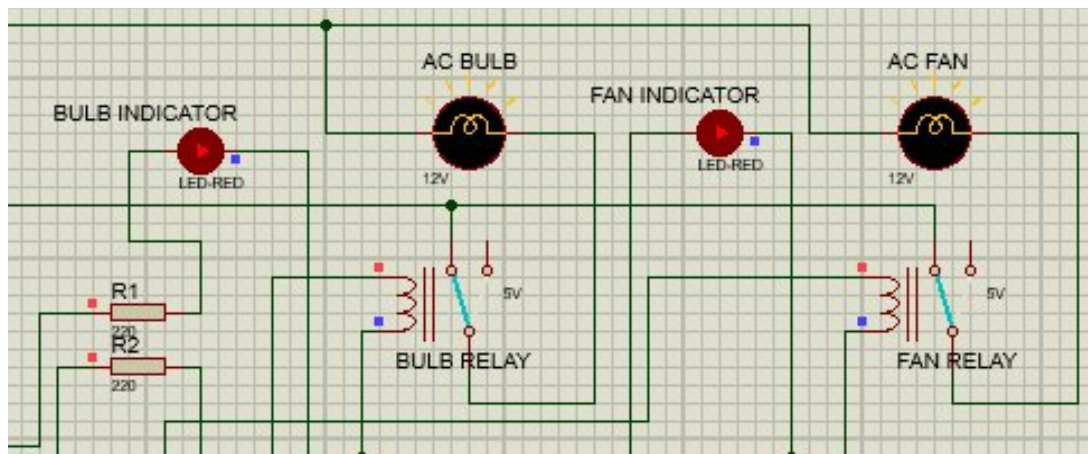 AC BULB
AC FAN
BULB INDICATOR
FAN INDICATOR
LED-RED
12V
LED-RED
12V
R1
220
R2
220
5V
BULB RELAY
5V
FAN RELAY